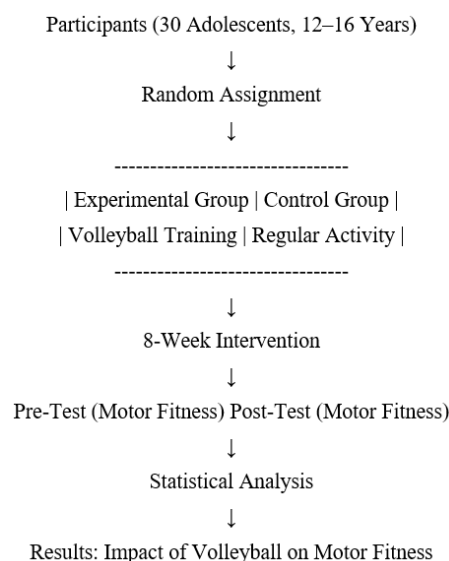 Participants (30 Adolescents, 12–16 Years)
↓
Random Assignment
↓
---------------------------------
| Experimental Group | Control Group |
| Volleyball Training | Regular Activity |
---------------------------------
↓
8-Week Intervention
↓
Pre-Test (Motor Fitness) Post-Test (Motor Fitness)
↓
Statistical Analysis
↓
Results: Impact of Volleyball on Motor Fitness